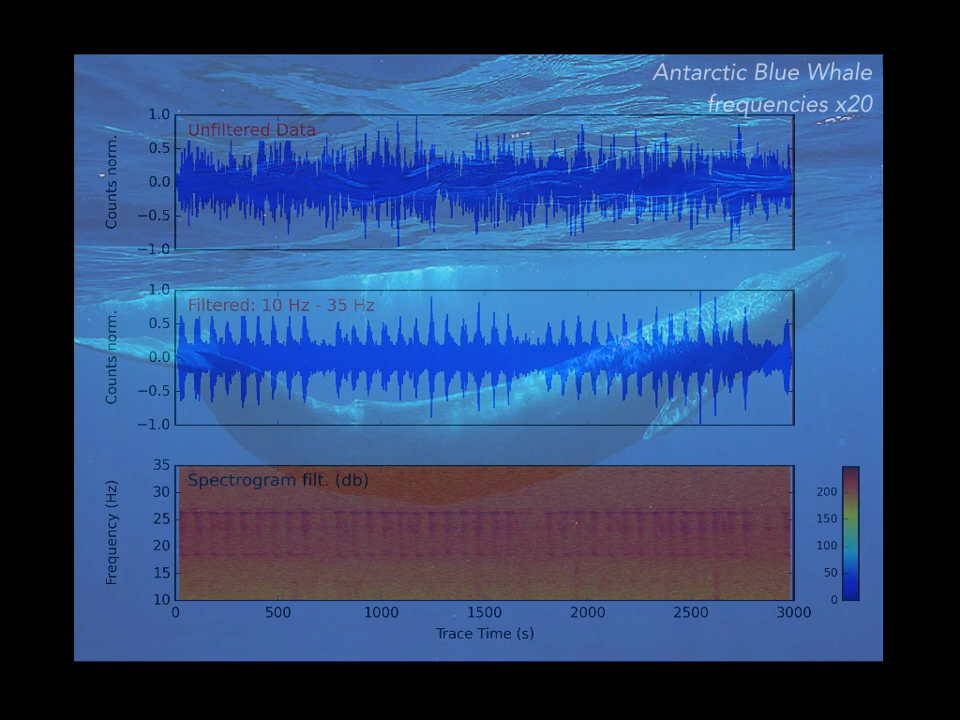 Antarctic Blue Whale
frequencies x20
Unfiltered Data
Counts norm.
1.0
0.5
0.0
−0.5
−1.0
Filtered: 10 Hz - 35 Hz
Counts norm.
1.0
0.5
0.0
−0.5
−1.0
Spectrogram filt. (db)
Frequency (Hz)
35
30
25
20
15
10
0 500 1000 1500 2000 2500 3000
Trace Time (s)
200
150
100
50
0